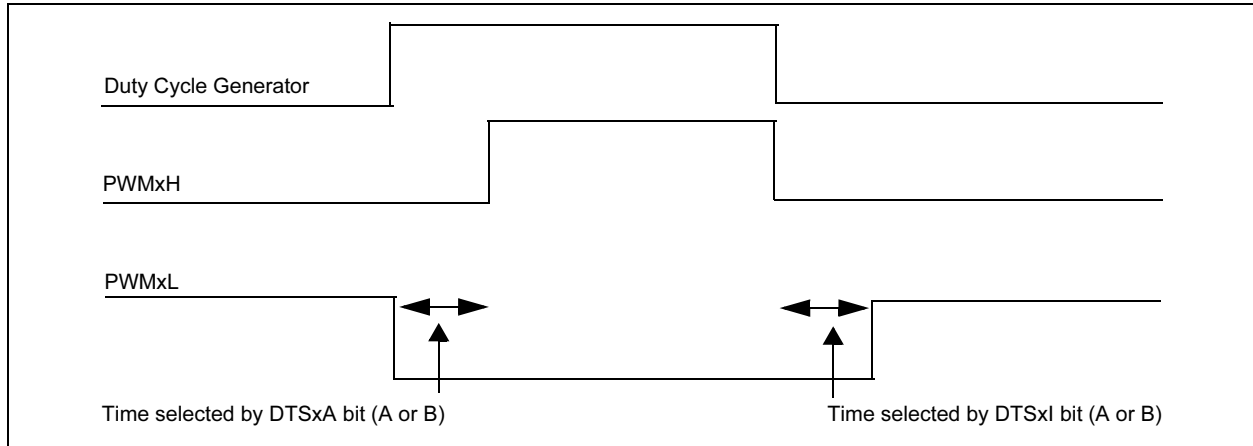 Duty Cycle Generator
PWMxH
PWMxL
Time selected by DTSxA bit (A or B)
Time selected by DTSxI bit (A or B)